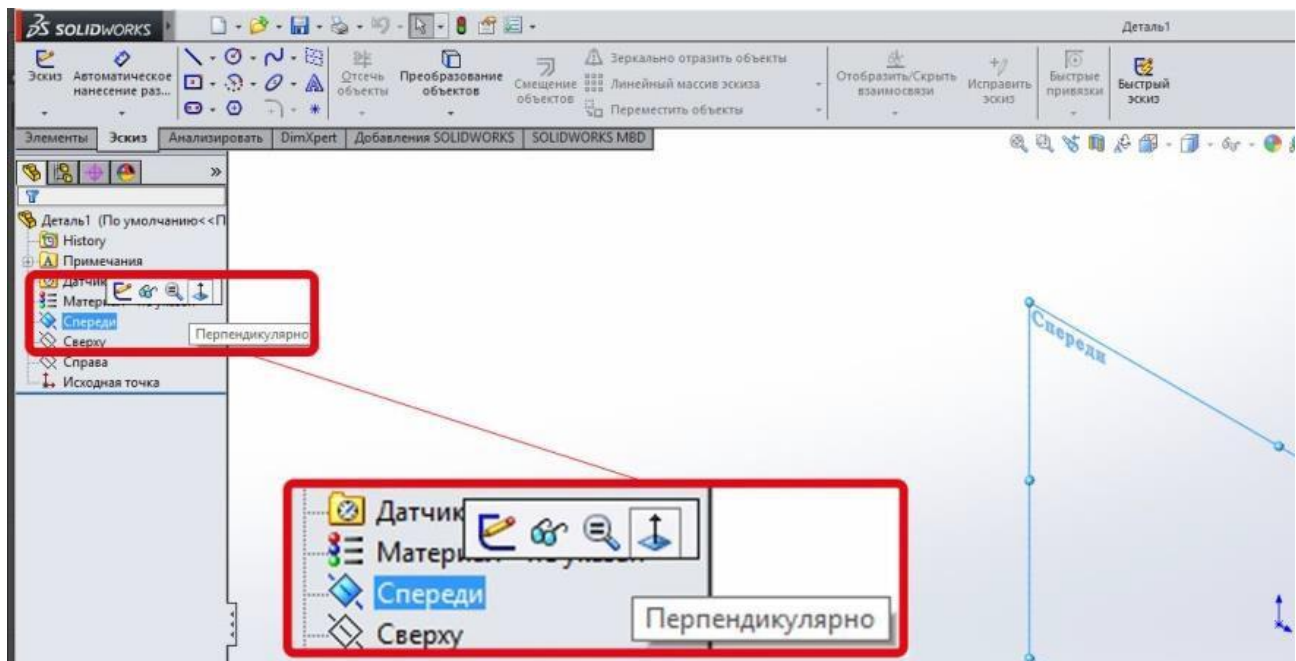 SOLIDWORKS
Деталь1
Эскиз
Автоматическое
нанесение раз...
Отсечь
объекты
Преобразование
объектов
Смещение
объектов
Зеркально отразить объекты
Линейный массив эскиза
Переместить объекты
Отобразить/Скрыть
взаимосвязи
Исправить
эскиз
Быстрые
привязки
Быстрый
эскиз
Элементы
Эскиз
Анализировать
DimXpert
Добавления SOLIDWORKS
SOLIDWORKS MBD
Деталь1 (По умолчанию<<П
History
Примечания
Датчик
Матери
Спереди
Перпендикулярно
Сверху
Справа
Исходная точка
Спереди
Датчик
Матери
Спереди
Перпендикулярно
Сверху